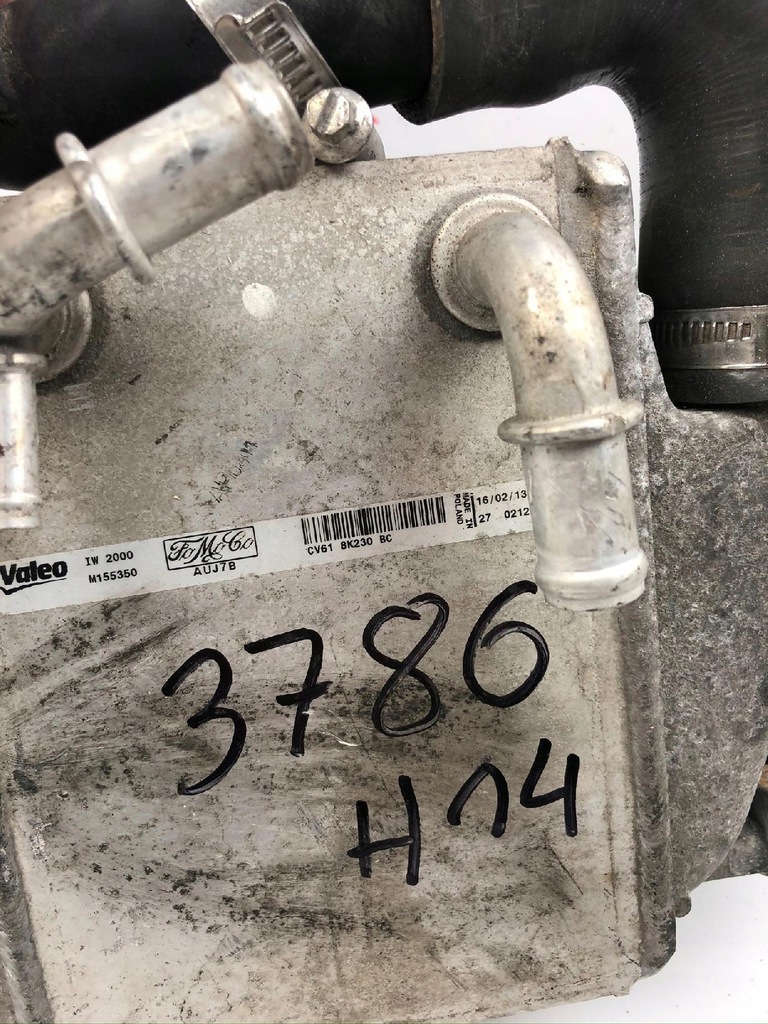 Valeo
IW 2000
M155350
FoMoCo
AUJ7B
CV61 8K230 BC
MADE IN
POLAND
16/02/13
27 0212
3786
H14